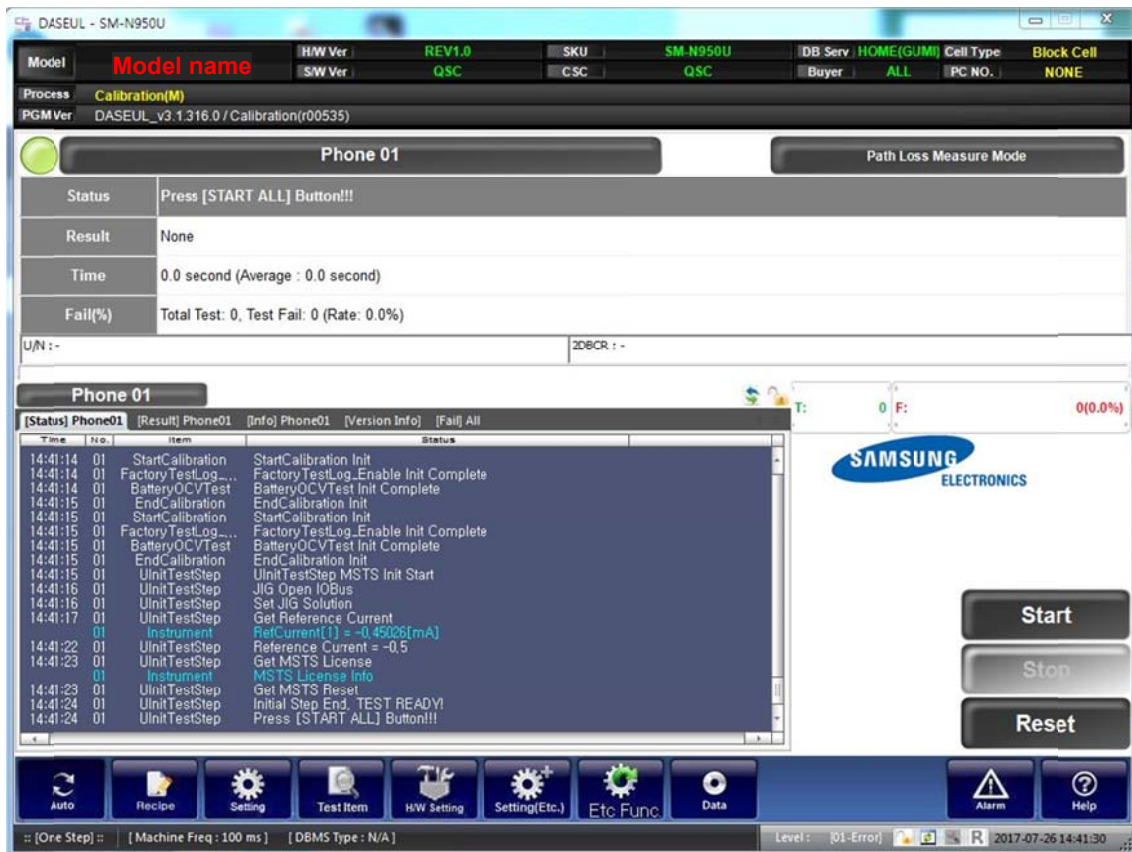 DASEUL - SM-N950U
Model Model name H/W Ver REV1.0 SKU SM-N950U DB Serv HOME(GUMI) Cell Type Block Cell
S/W Ver QSC CSC QSC Buyer ALL PC NO. NONE
Process Calibration(M)
PGM Ver DASEUL_v3.1.316.0 / Calibration(r00535)
Phone 01 Path Loss Measure Mode
Status Press [START ALL] Button!!!
Result None
Time 0.0 second (Average : 0.0 second)
Fail(%) Total Test: 0, Test Fail: 0 (Rate: 0.0%)
U/N : - 2DBCR : -
Phone 01
T: 0 F: 0(0.0%)
[Status] Phone01 [Result] Phone01 [Info] Phone01 [Version Info] [Fail] All
Time No. Item Status
14:41:14 01 StartCalibration StartCalibration Init
14:41:14 01 FactoryTestLog_... FactoryTestLog_Enable Init Complete
14:41:14 01 BatteryOCVTest BatteryOCVTest Init Complete
14:41:15 01 EndCalibration EndCalibration Init
14:41:15 01 StartCalibration StartCalibration Init
14:41:15 01 FactoryTestLog_... FactoryTestLog_Enable Init Complete
14:41:15 01 BatteryOCVTest BatteryOCVTest Init Complete
14:41:15 01 EndCalibration EndCalibration Init
14:41:15 01 UInitTestStep UInitTestStep MSTS Init Start
14:41:16 01 UInitTestStep JIG Open IOBus
14:41:16 01 UInitTestStep Set JIG Solution
14:41:17 01 UInitTestStep Get Reference Current
01 Instrument RefCurrent[1] = -0,45026[mA]
14:41:22 01 UInitTestStep Reference Current = -0,5
14:41:23 01 UInitTestStep Get MSTS License
01 Instrument MSTS License Info
14:41:23 01 UInitTestStep Get MSTS Reset
14:41:24 01 UInitTestStep Initial Step End, TEST READY!
14:41:24 01 UInitTestStep Press [START ALL] Button!!!
SAMSUNG
ELECTRONICS
Start
Stop
Reset
Auto Recipe Setting Test Item H/W Setting Setting(Etc.) Etc Func. Data Alarm Help
:: [One Step] :: [ Machine Freq : 100 ms ] [ DBMS Type : N/A ] Level : [01-Error] R 2017-07-26 14:41:30